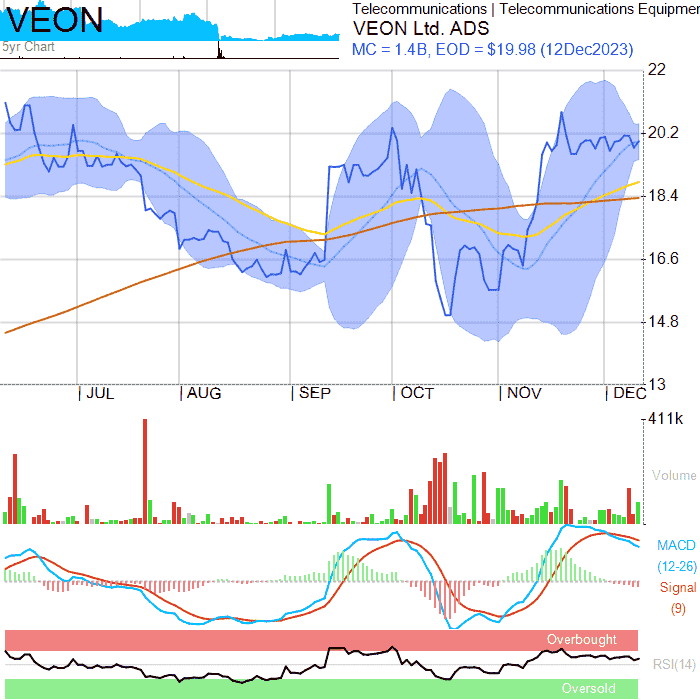 VEON
Telecommunications | Telecommunications Equipmer
VEON Ltd. ADS
MC = 1.4B, EOD = $19.98 (12Dec2023)
5yr Chart
22
20.2
18.4
16.6
14.8
13
JUL AUG SEP OCT NOV DEC
411k
Volume
MACD
(12-26)
Signal
(9)
Overbought
RSI(14)
Oversold